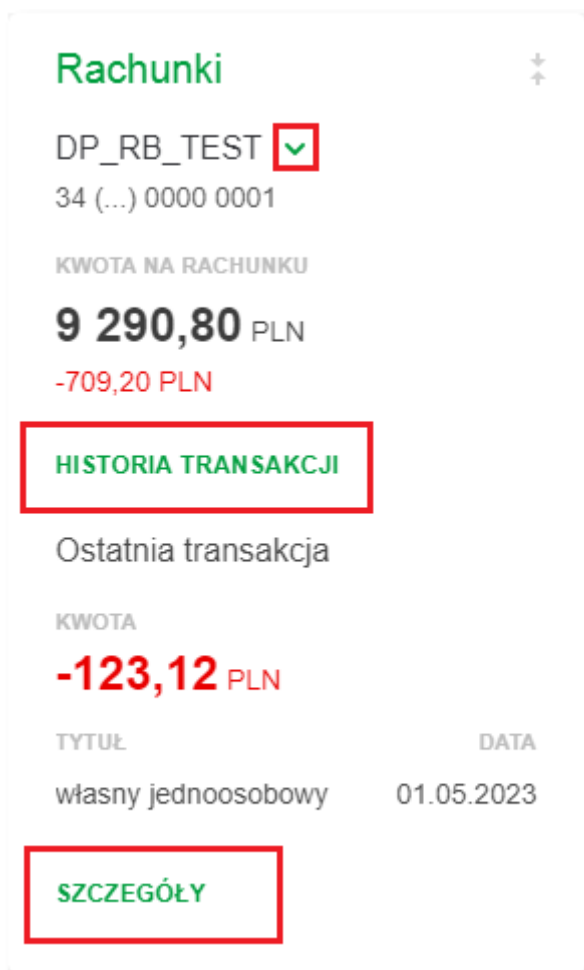 Rachunki
DP_RB_TEST
34 (...) 0000 0001
KWOTA NA RACHUNKU
9 290,80 PLN
-709,20 PLN
HISTORIA TRANSAKCJI
Ostatnia transakcja
KWOTA
-123,12 PLN
TYTUŁ DATA
własny jednoosobowy 01.05.2023
SZCZEGÓŁY